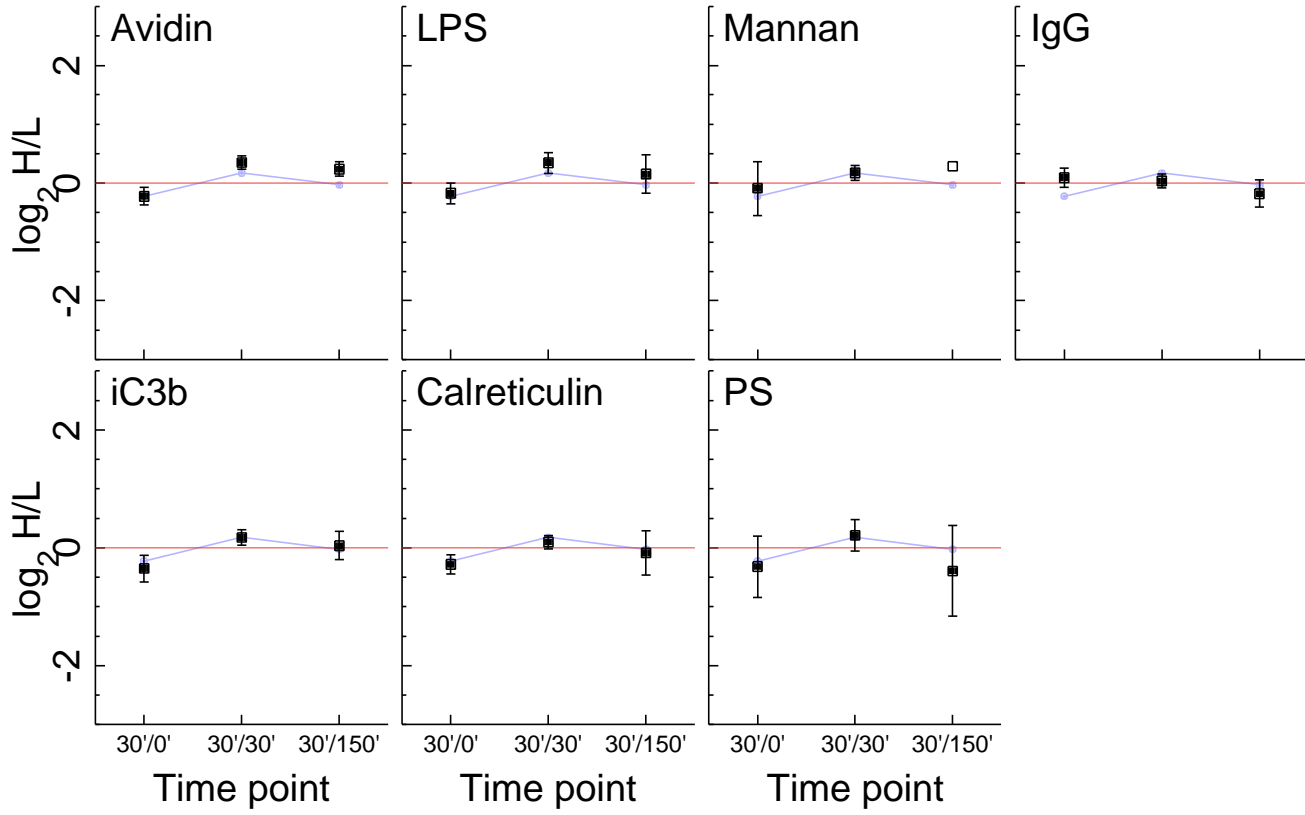 Avidin LPS Mannan IgG
2
0
-2
log2 H/L
iC3b Calreticulin PS
2
0
-2
log2 H/L
30'/0' 30'/30' 30'/150' 30'/0' 30'/30' 30'/150' 30'/0' 30'/30' 30'/150'
Time point Time point Time point